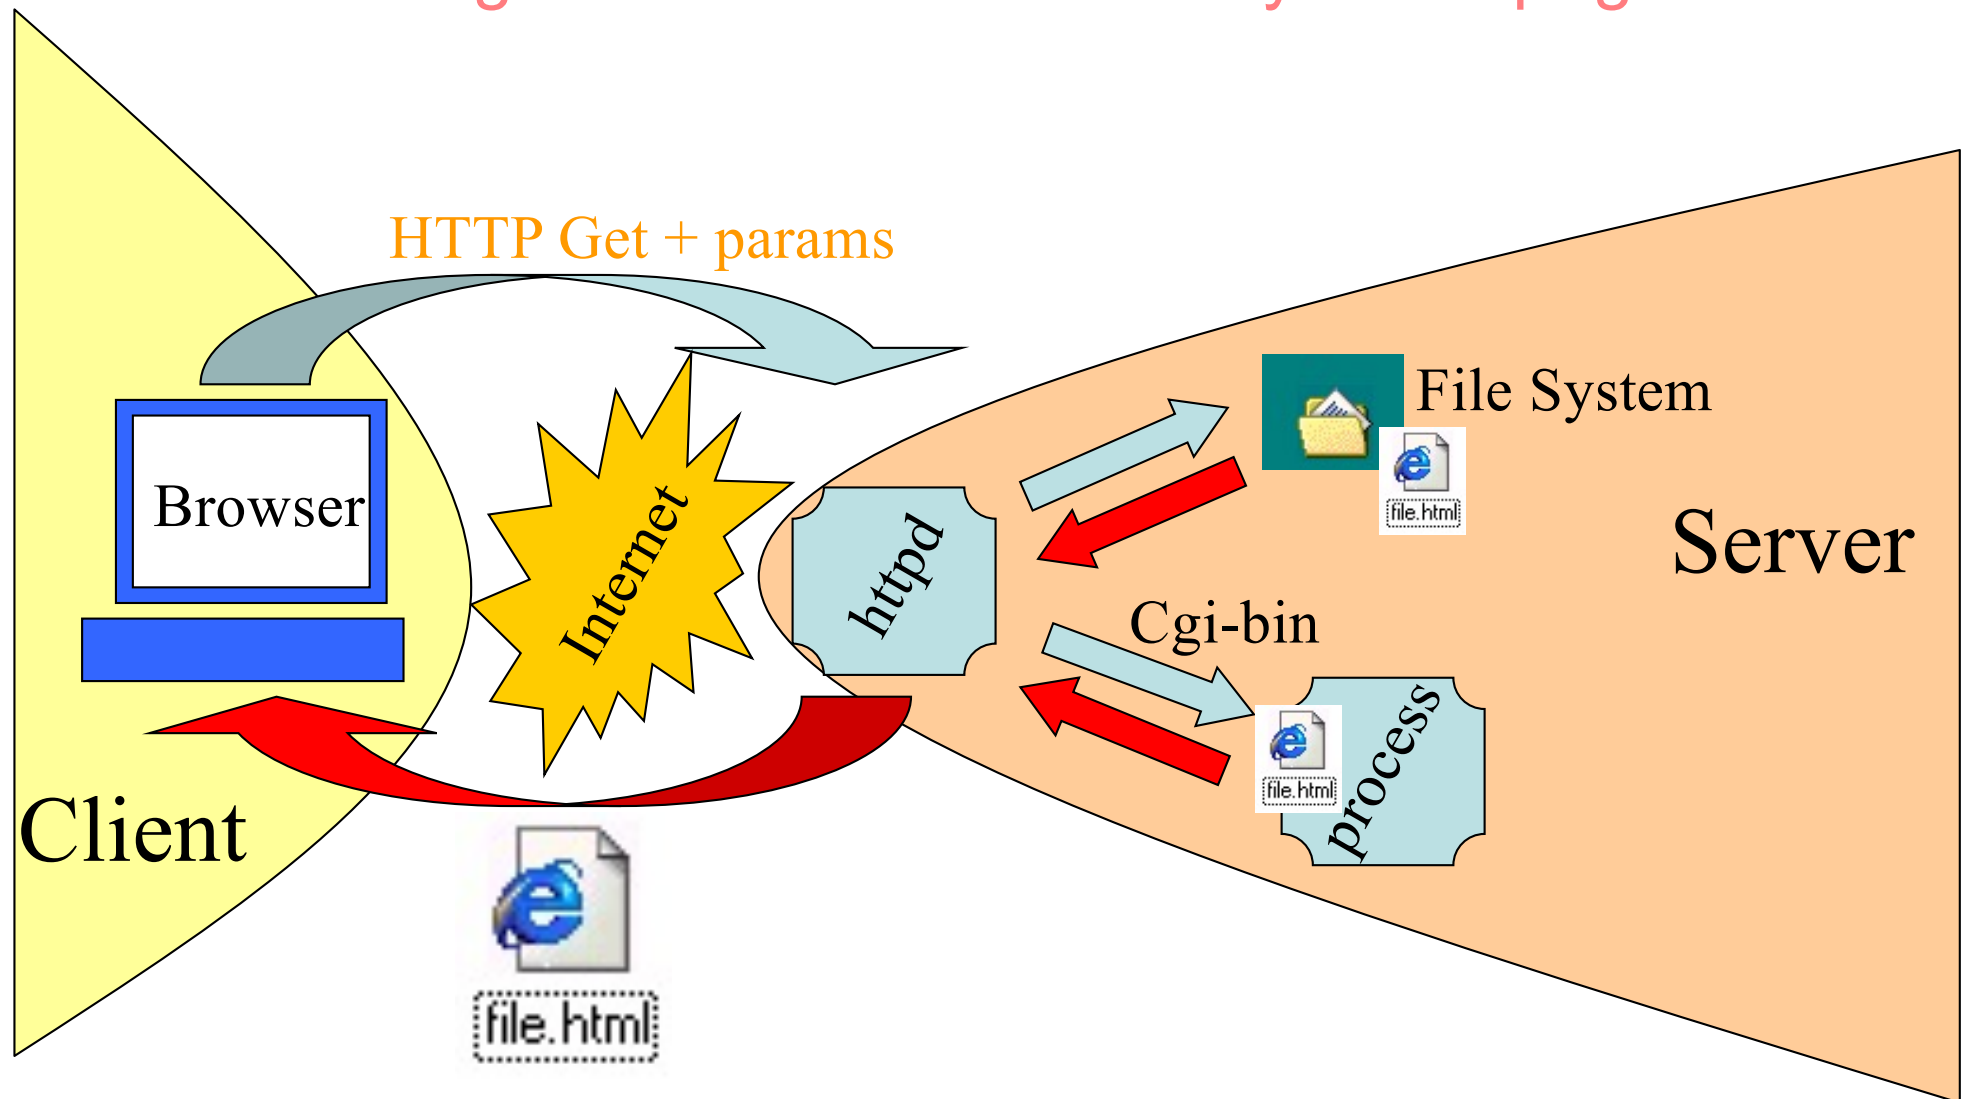 HTTP Get + params
File System
file.html
Browser
Internet
httpd
Server
Cgi-bin
file.html
process
Client
file.html